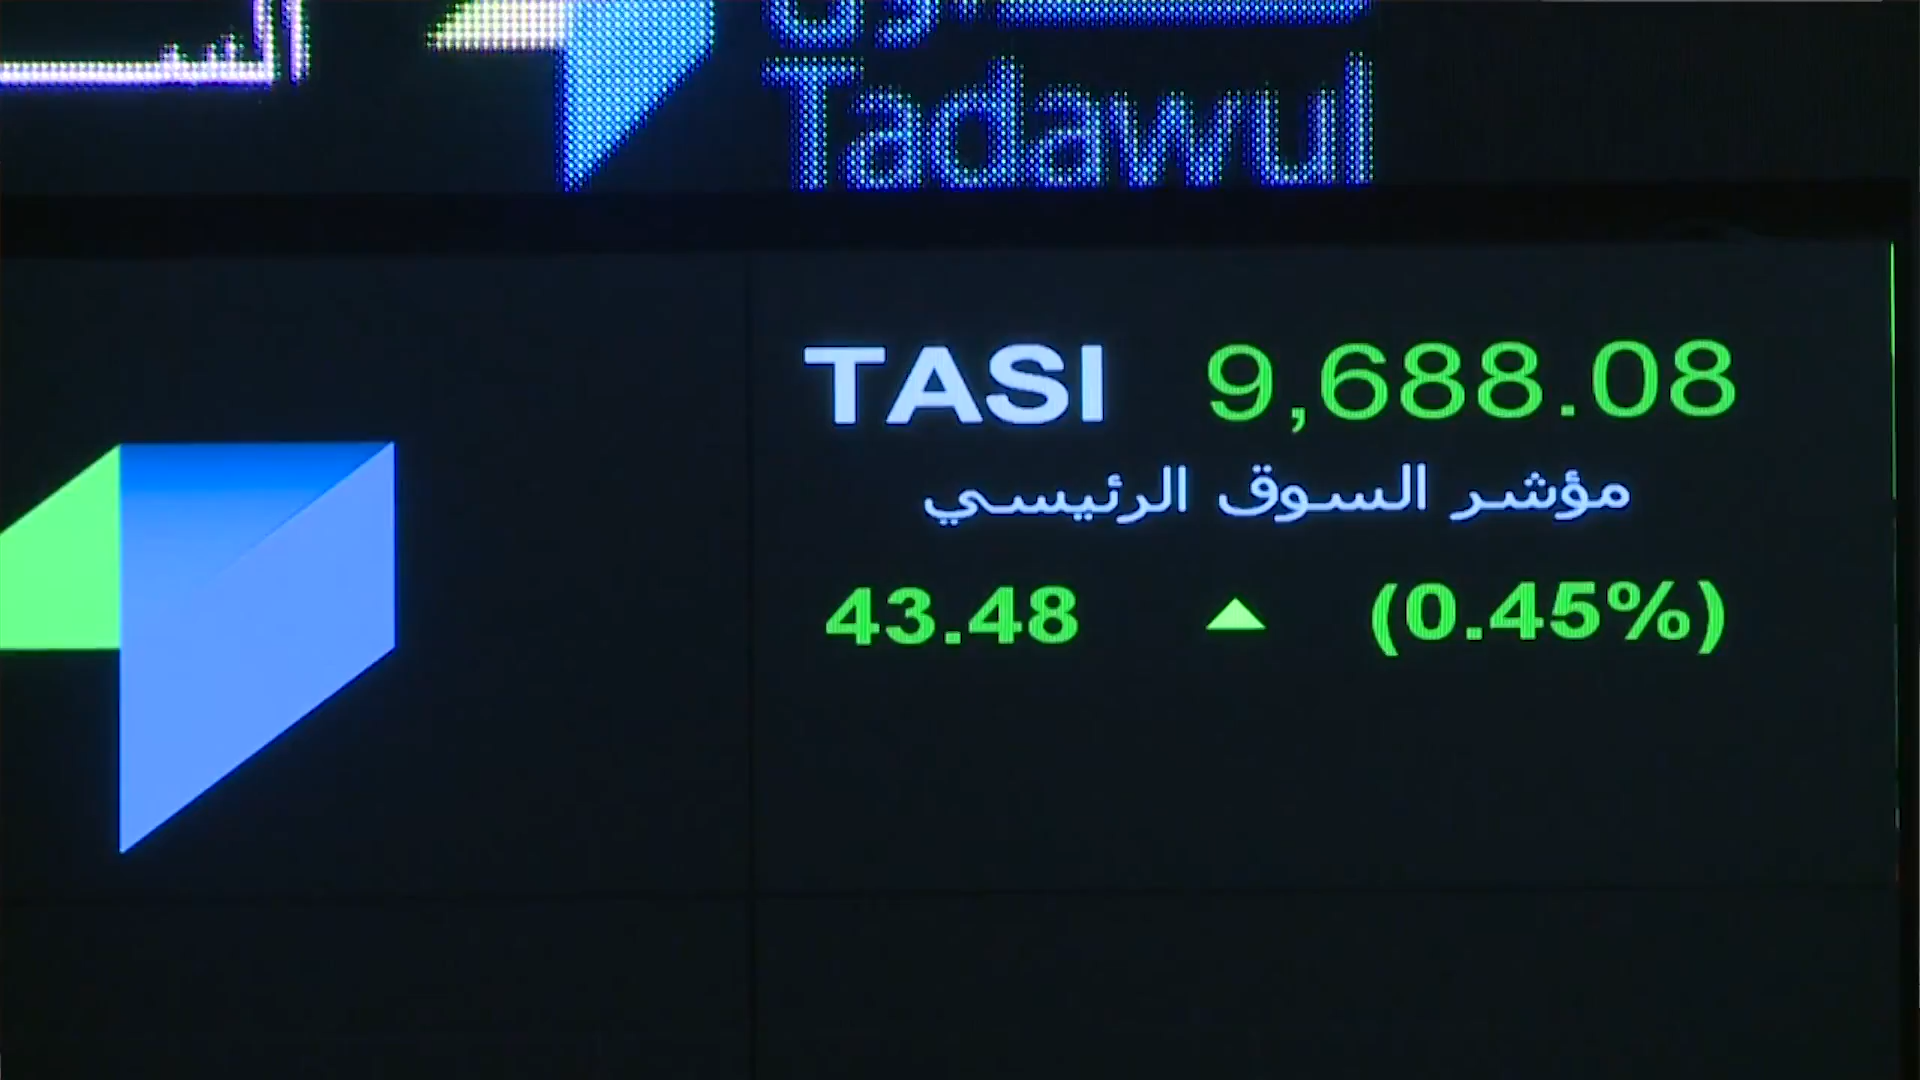 Tadawul
TASI 9,688.08
مؤشر السوق الرئيسي
43.48 ▲ (0.45%)